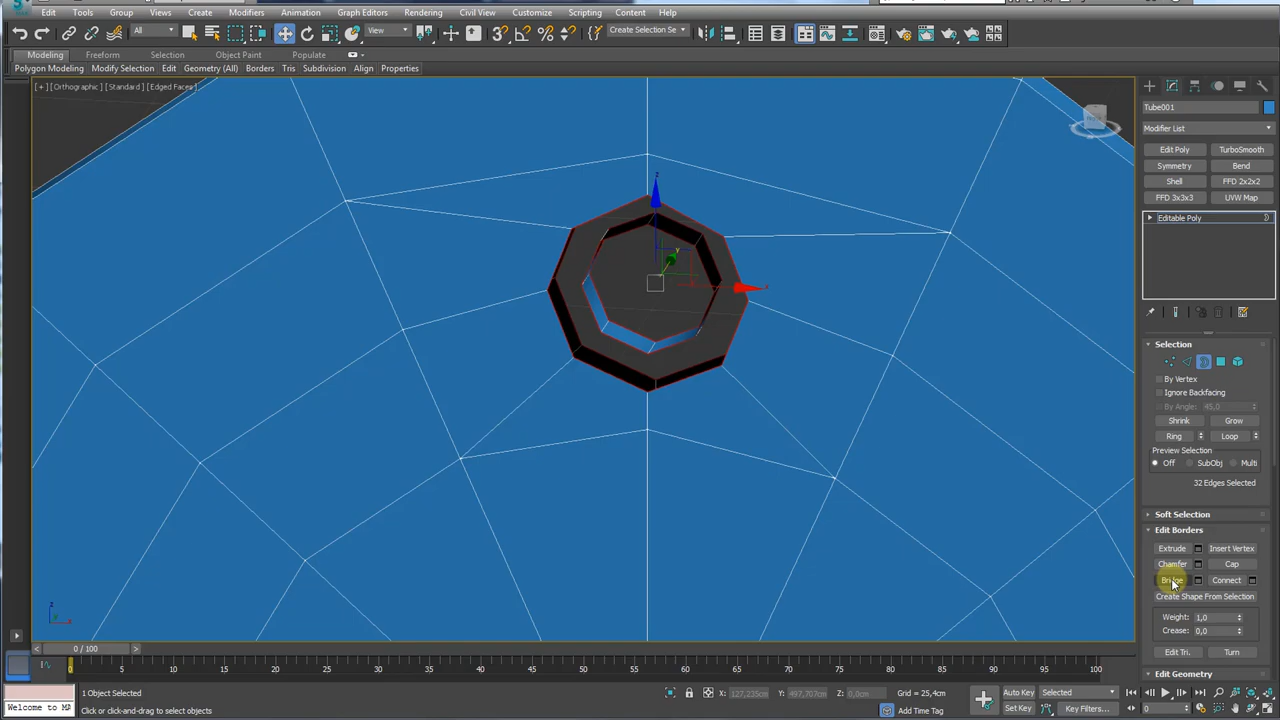 Edit Tools Group Views Create Modifiers Animation Graph Editors Rendering Civil View Customize Scripting Content Help
All View Create Selection Se
Modeling Freeform Selection Object Paint Populate
Polygon Modeling Modify Selection Edit Geometry (All) Borders Tris Subdivision Align Properties
[+] [Orthographic] [Standard] [Edged Faces]
Tube001
Modifier List
Edit Poly TurboSmooth
Symmetry Bend
Shell FFD 2x2x2
FFD 3x3x3 UVW Map
Editable Poly
Selection
By Vertex
Ignore Backfacing
By Angle: 45,0
Shrink Grow
Ring Loop
Preview Selection
Off SubObj Multi
32 Edges Selected
Soft Selection
Edit Borders
Extrude Insert Vertex
Chamfer Cap
Bridge Connect
Create Shape From Selection
Weight: 1,0
Crease: 0,0
Edit Tri. Turn
Edit Geometry
z
y
x
z
0 / 100
0 5 10 15 20 25 30 35 40 45 50 55 60 65 70 75 80 85 90 95 100
1 Object Selected X: 127,235cm Y: 497,707cm Z: 0,0cm Grid = 25,4cm Auto Key Selected
Welcome to MA Click or click-and-drag to select objects Add Time Tag Set Key Key Filters... 0